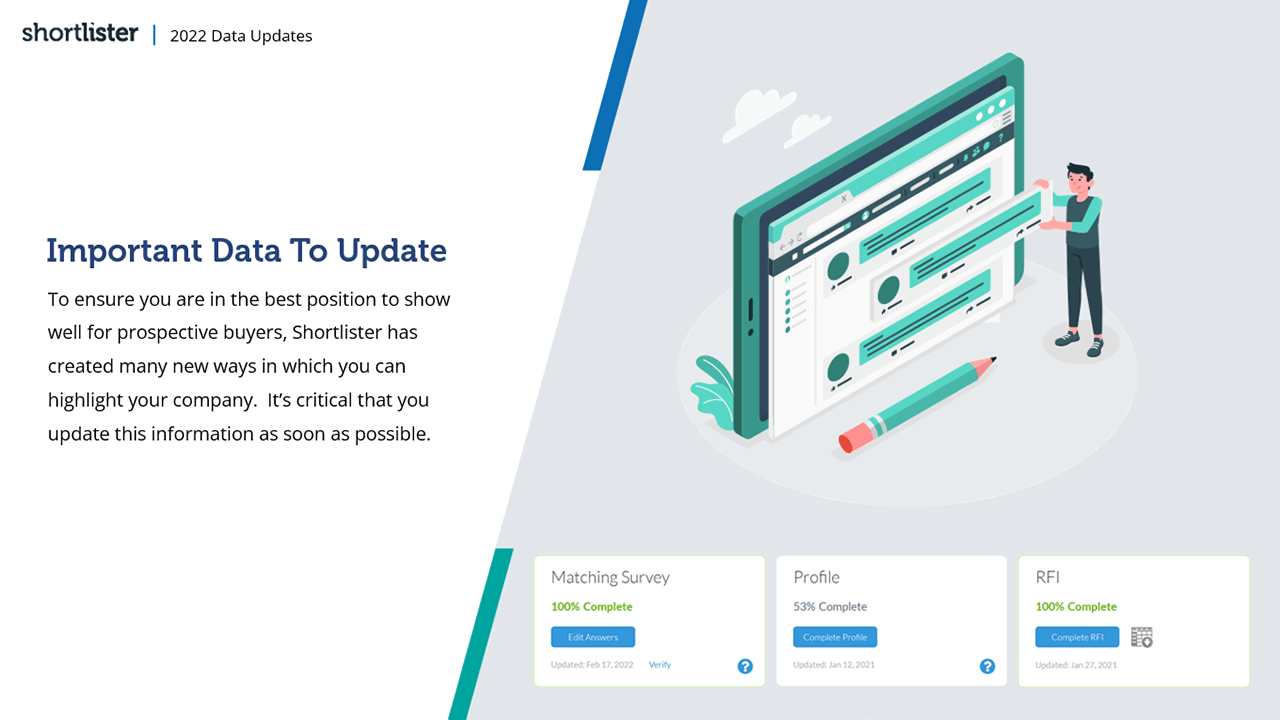 shortlister | 2022 Data Updates
Important Data To Update
To ensure you are in the best position to show
well for prospective buyers, Shortlister has
created many new ways in which you can
highlight your company.  It’s critical that you
update this information as soon as possible.
Matching Survey
100% Complete
Edit Answers
Updated: Feb 17, 2022 Verify ?
Profile
53% Complete
Complete Profile
Updated: Jan 12, 2021 ?
RFI
100% Complete
Complete RFI
Updated: Jan 27, 2021